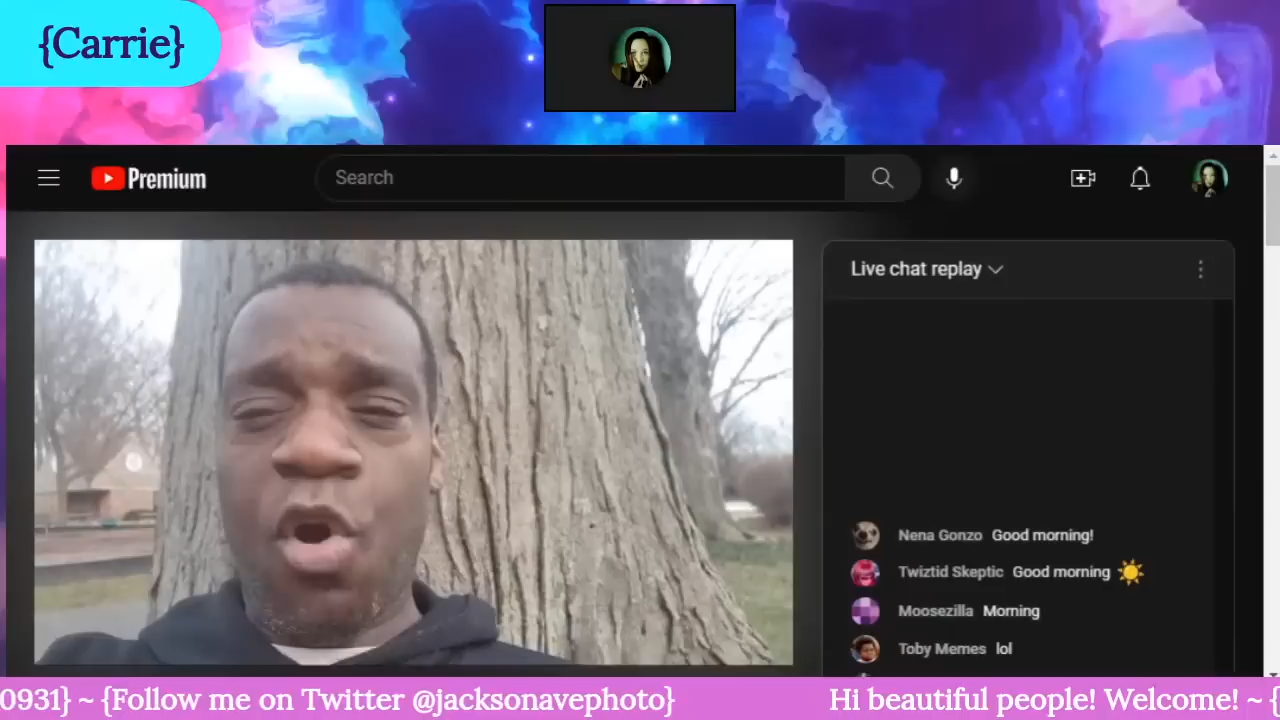 {Carrie}
Premium
Search
Live chat replay
Nena Gonzo Good morning!
Twiztid Skeptic Good morning
Moosezilla Morning
Toby Memes lol
0931} ~ {Follow me on Twitter @jacksonavephoto} Hi beautiful people! Welcome! ~ {